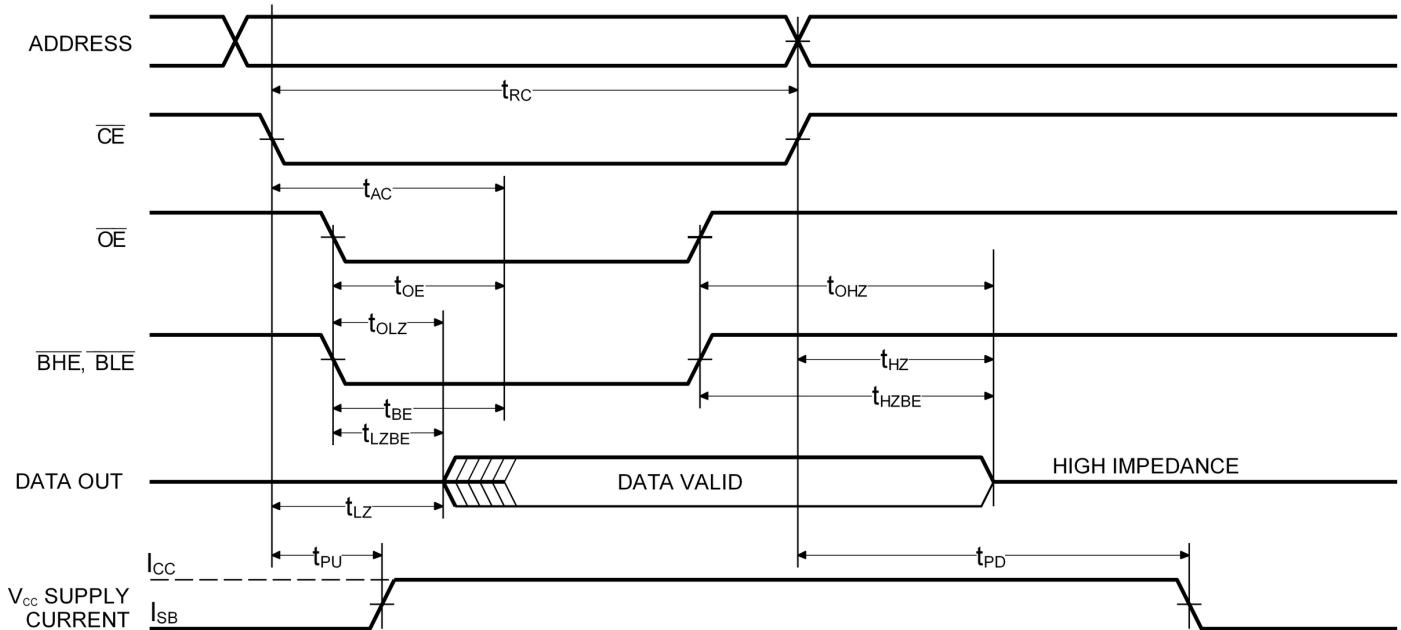 ADDRESS
tRC
CE
tAC
OE
tOE
tOHZ
tOLZ
BHE, BLE
tHZ
tBE
tHZBE
tLZBE
DATA OUT
DATA VALID
HIGH IMPEDANCE
tLZ
tPU
tPD
ICC
VCC SUPPLY
CURRENT
ISB